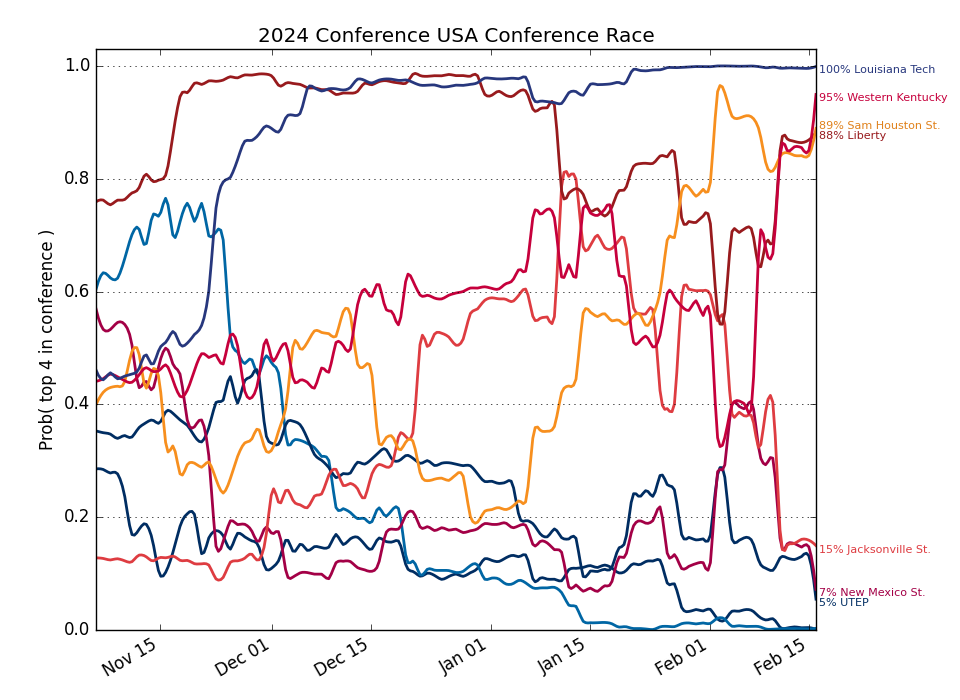 2024 Conference USA Conference Race
Prob( top 4 in conference )
1.0
0.8
0.6
0.4
0.2
0.0
Nov 15
Dec 01
Dec 15
Jan 01
Jan 15
Feb 01
Feb 15
100% Louisiana Tech
95% Western Kentucky
89% Sam Houston St.
88% Liberty
15% Jacksonville St.
7% New Mexico St.
5% UTEP